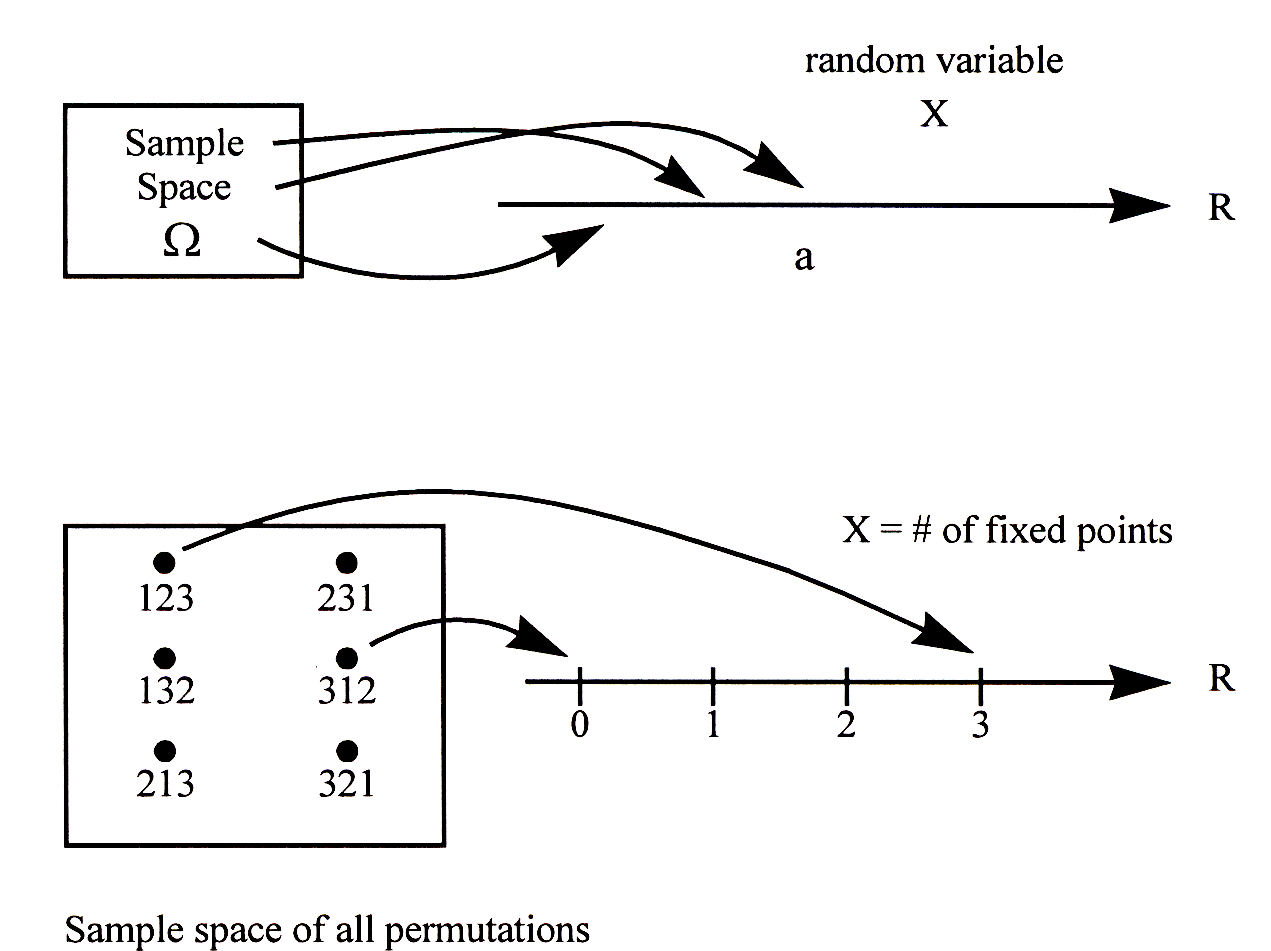 random variable
X
Sample
Space
Ω
R
a
X = # of fixed points
123 231
132 312
213 321
R
0 1 2 3
Sample space of all permutations